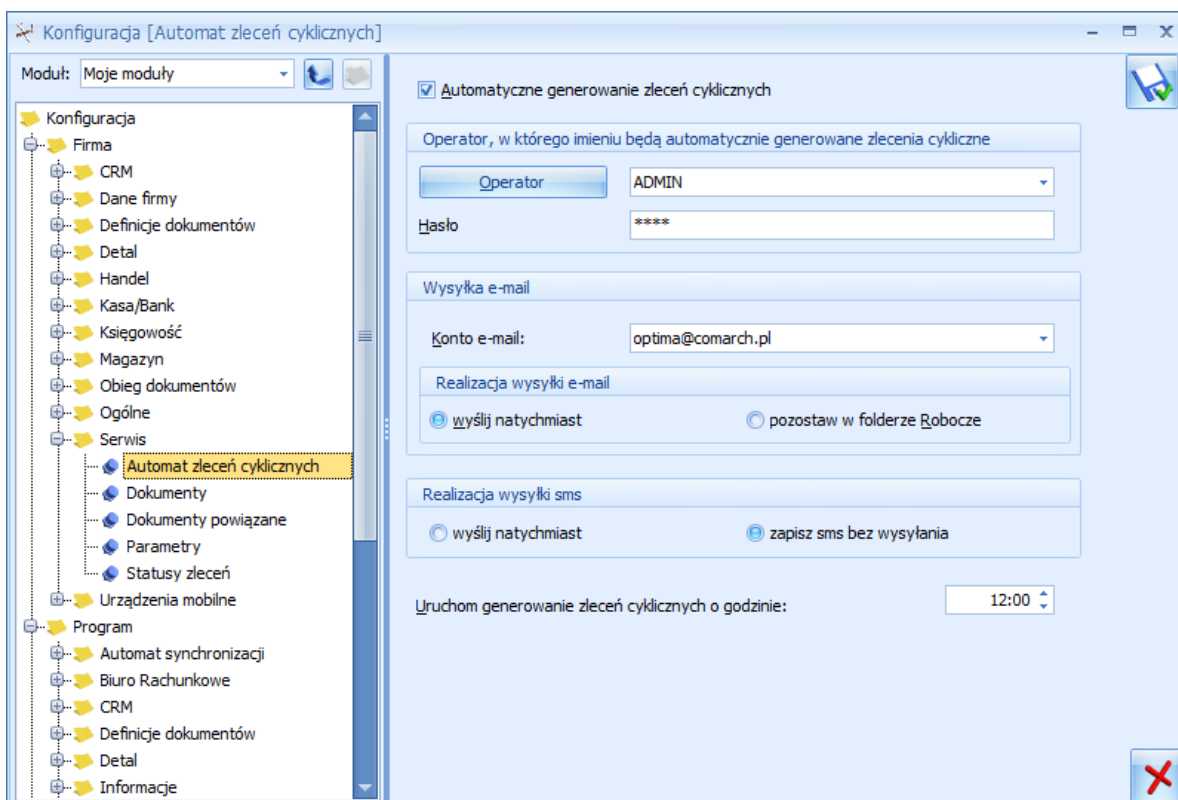 Konfiguracja [Automat zleceń cyklicznych]
Moduł: Moje moduły
Konfiguracja
Firma
CRM
Dane firmy
Definicje dokumentów
Detal
Handel
Kasa/Bank
Księgowość
Magazyn
Obieg dokumentów
Ogólne
Serwis
Automat zleceń cyklicznych
Dokumenty
Dokumenty powiązane
Parametry
Statusy zleceń
Urządzenia mobilne
Program
Automat synchronizacji
Biuro Rachunkowe
CRM
Definicje dokumentów
Detal
Informacje
Automatyczne generowanie zleceń cyklicznych
Operator, w którego imieniu będą automatycznie generowane zlecenia cykliczne
Operator ADMIN
Hasło ****
Wysyłka e-mail
Konto e-mail: optima@comarch.pl
Realizacja wysyłki e-mail
wyślij natychmiast pozostaw w folderze Robocze
Realizacja wysyłki sms
wyślij natychmiast zapisz sms bez wysyłania
Uruchom generowanie zleceń cyklicznych o godzinie: 12:00